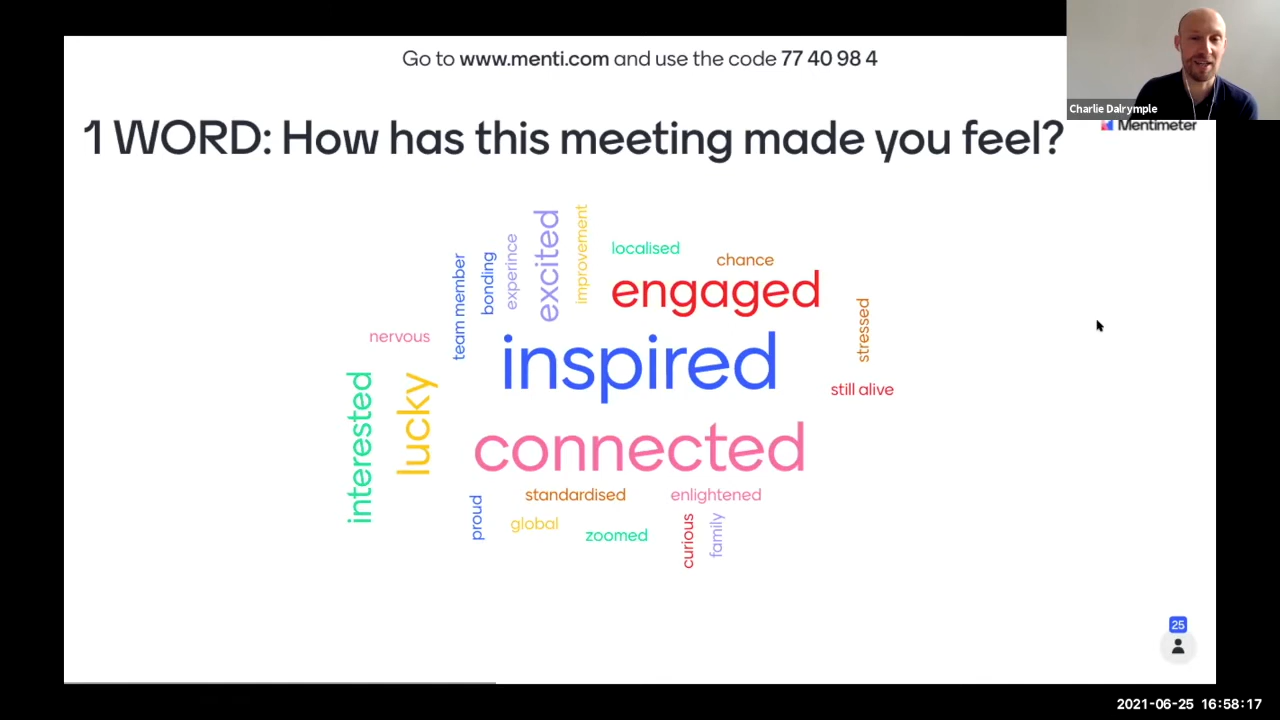 Go to www.menti.com and use the code 77 40 98 4
Charlie Dalrymple
Mentimeter
1 WORD: How has this meeting made you feel?
excited
improvement
experince
bonding
team member
localised
chance
engaged
stressed
nervous
inspired
still alive
interested
lucky
connected
standardised
enlightened
proud
global
zoomed
curious
family
25
2021-06-25 16:58:17